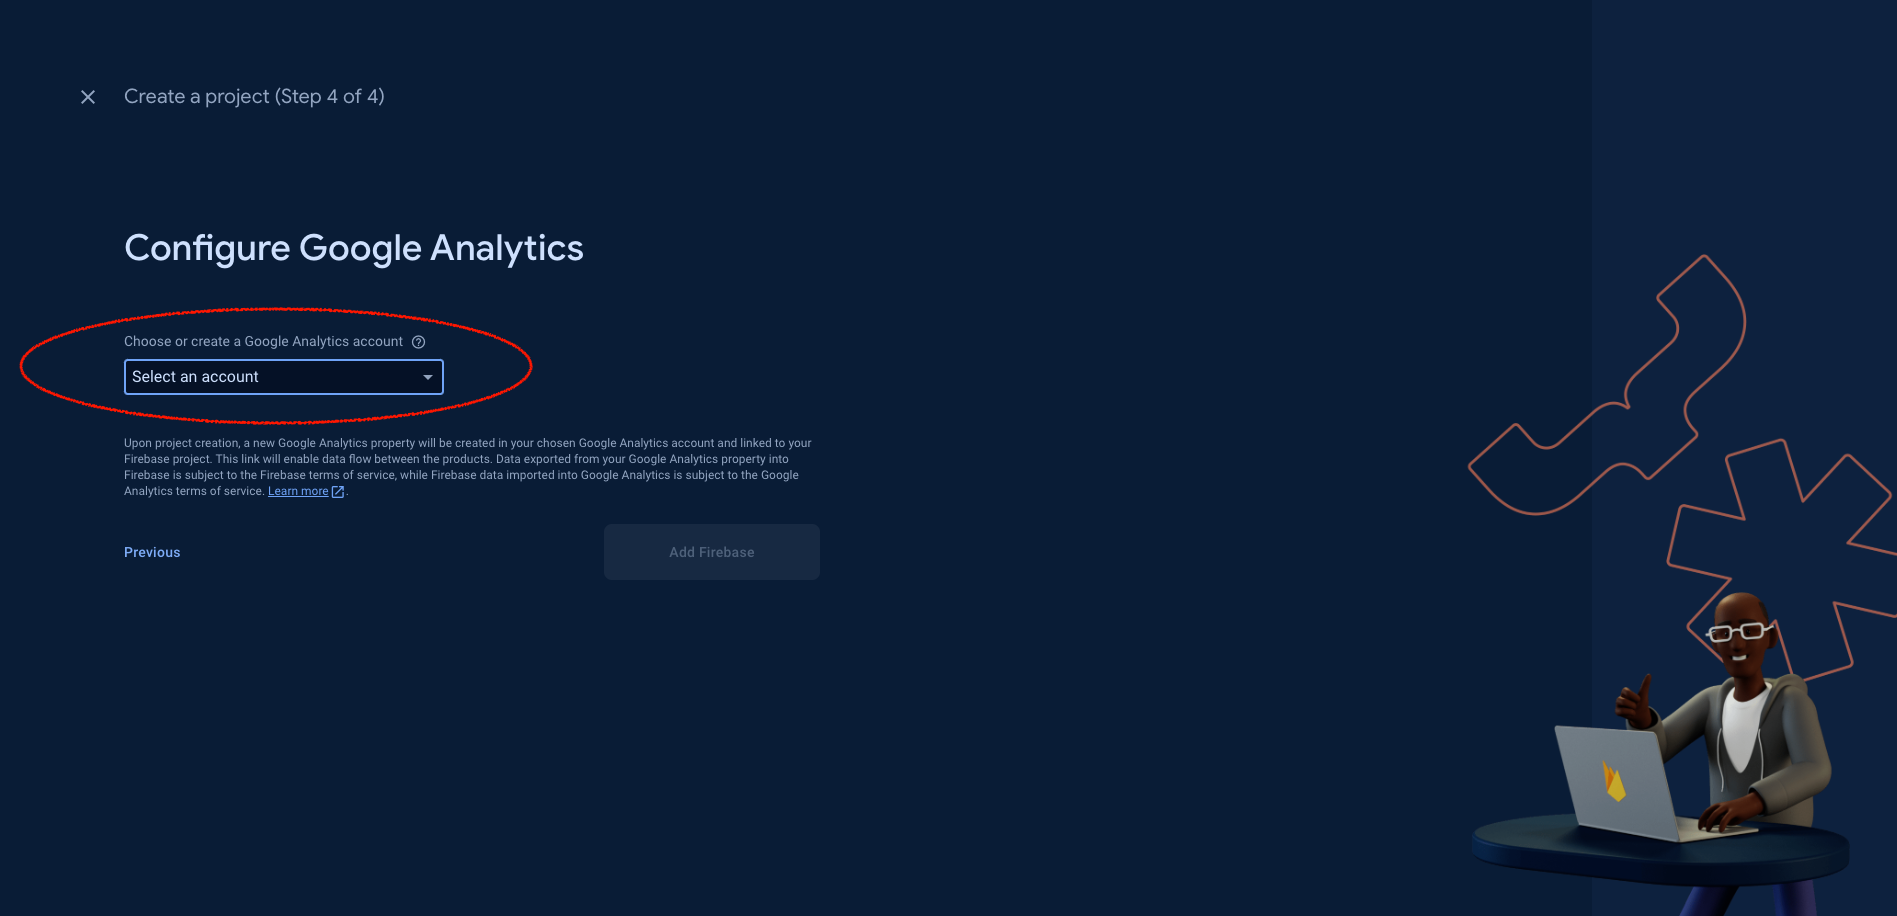 Create a project (Step 4 of 4)
Configure Google Analytics
Choose or create a Google Analytics account
Select an account
Upon project creation, a new Google Analytics property will be created in your chosen Google Analytics account and linked to your
Firebase project. This link will enable data flow between the products. Data exported from your Google Analytics property into
Firebase is subject to the Firebase terms of service, while Firebase data imported into Google Analytics is subject to the Google
Analytics terms of service. Learn more.
Previous
Add Firebase